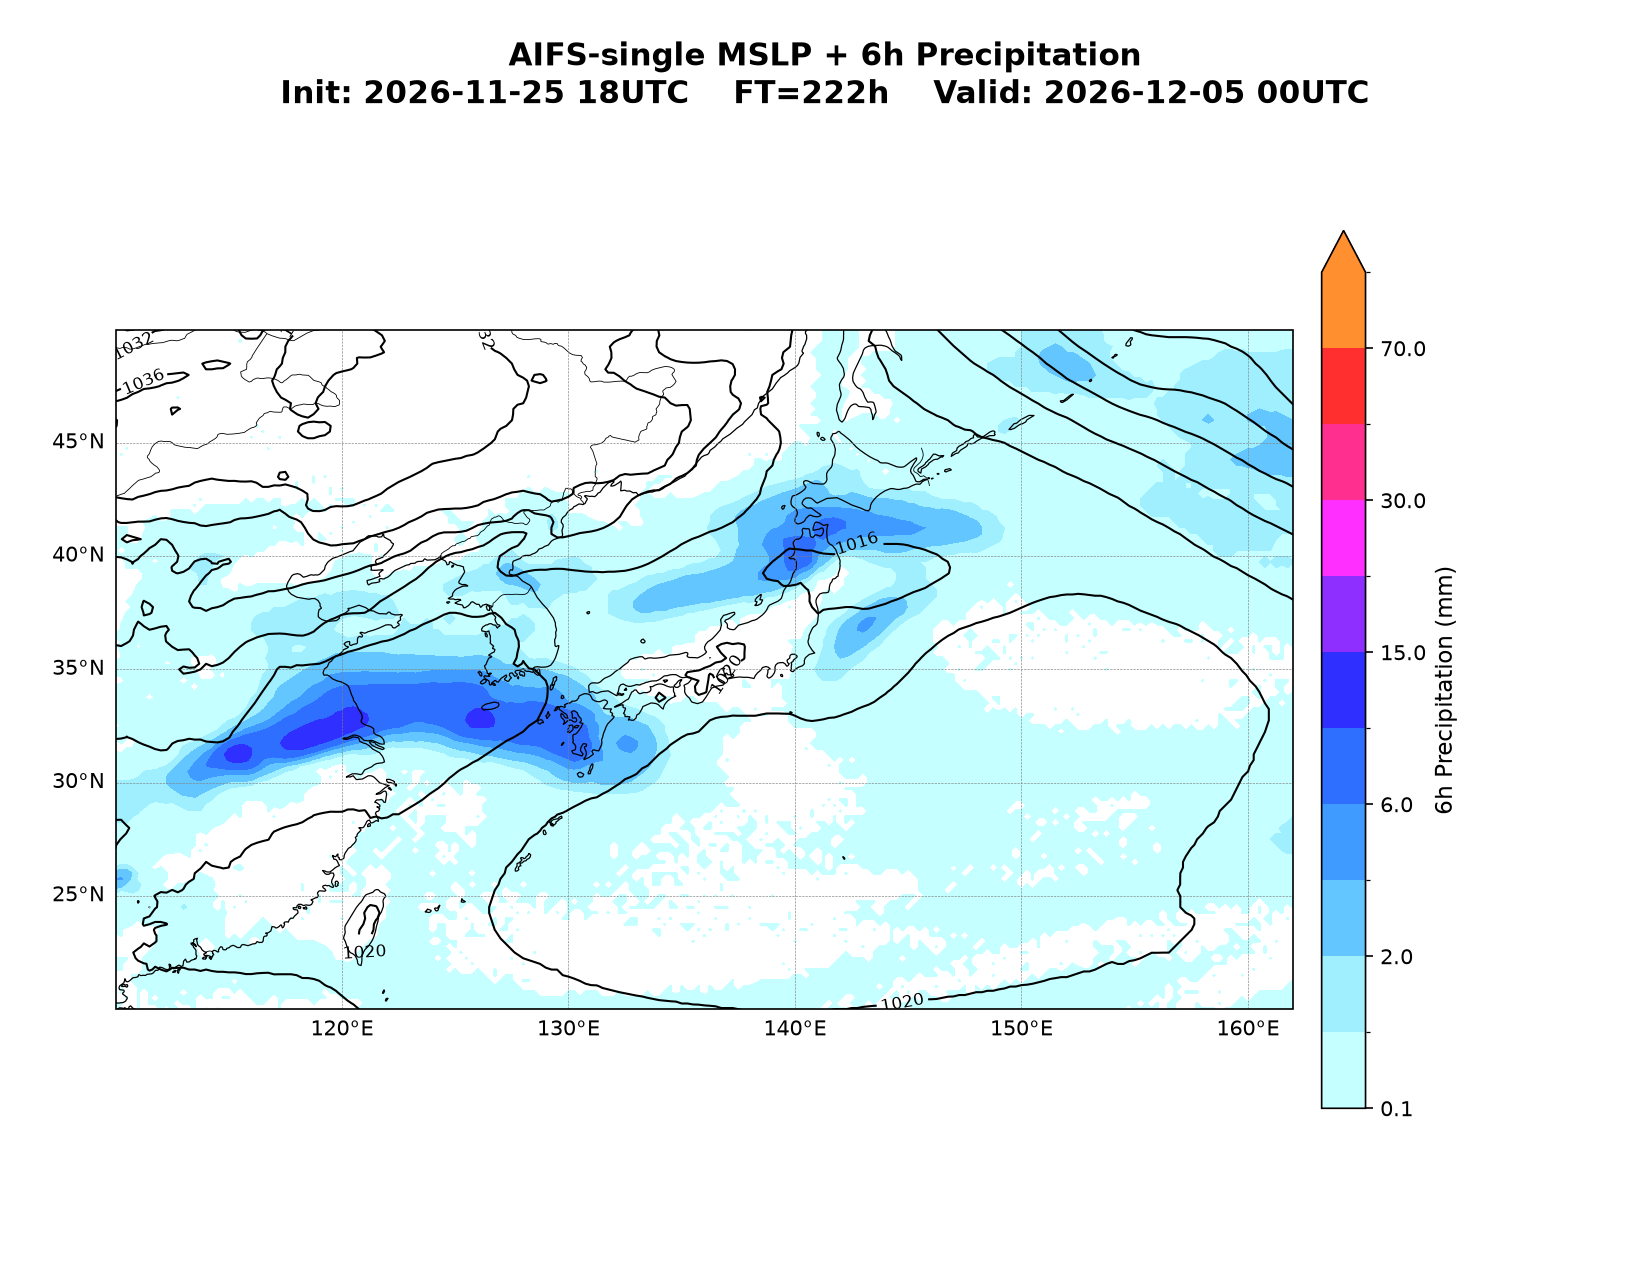 AIFS-single MSLP + 6h Precipitation
Init: 2026-11-25 18UTC    FT=222h    Valid: 2026-12-05 00UTC
1032
1036
32
1016
1020
1020
1020
45°N
40°N
35°N
30°N
25°N
120°E
130°E
140°E
150°E
160°E
70.0
30.0
15.0
6.0
2.0
0.1
6h Precipitation (mm)